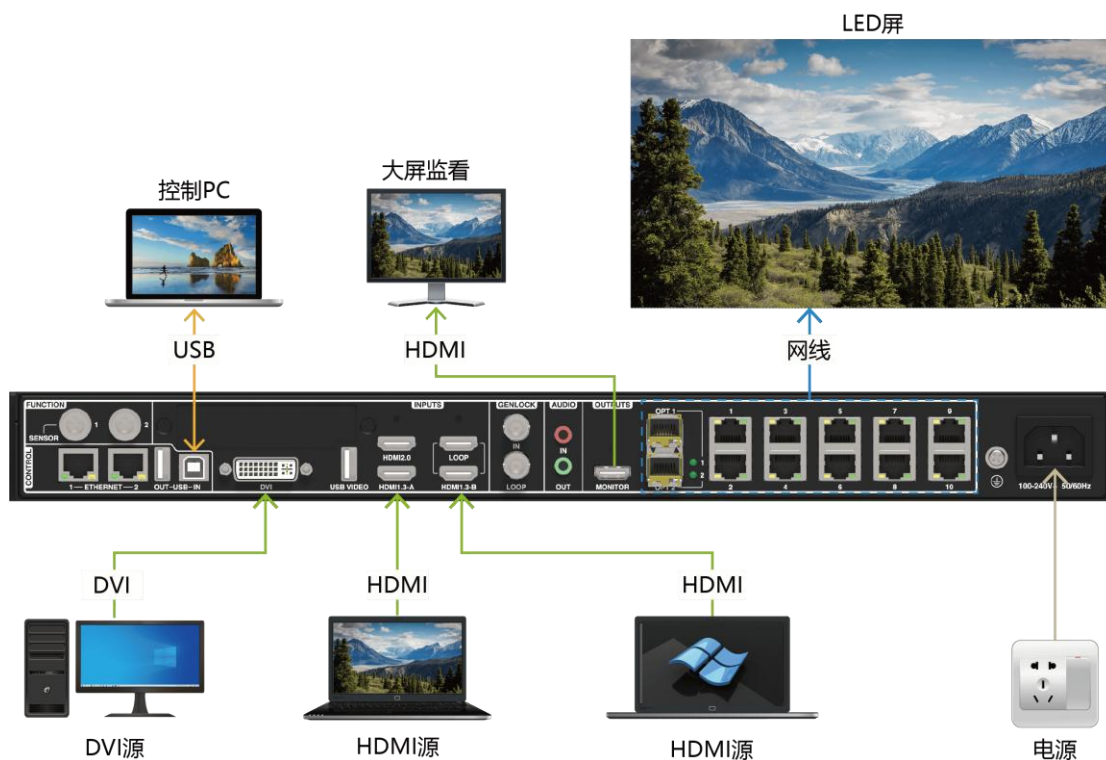 LED屏
大屏监看
控制PC
USB
HDMI
网线
FUNCTION
INPUTS
GENLOCK
AUDIO
OUTPUTS
OPT 1
1
3
5
7
9
SENSOR
1
2
IN
IN
HDMI2.0
LOOP
CONTROL
1
2
1— ETHERNET —2
OUT-USB-IN
DVI
USB VIDEO
HDMI1.3-A
HDMI1.3-B
LOOP
OUT
MONITOR
2
4
6
8
10
100-240V~ 50/60Hz
DVI
HDMI
HDMI
DVI源
HDMI源
HDMI源
电源